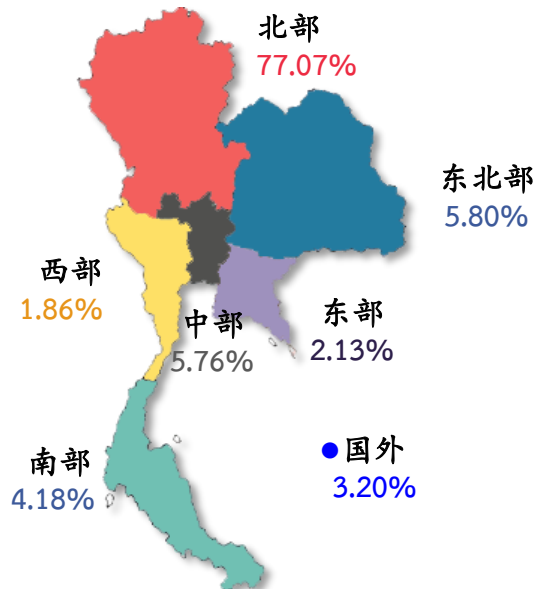 北部
77.07%
东北部
5.80%
西部
1.86%
中部
5.76%
东部
2.13%
南部
4.18%
国外
3.20%